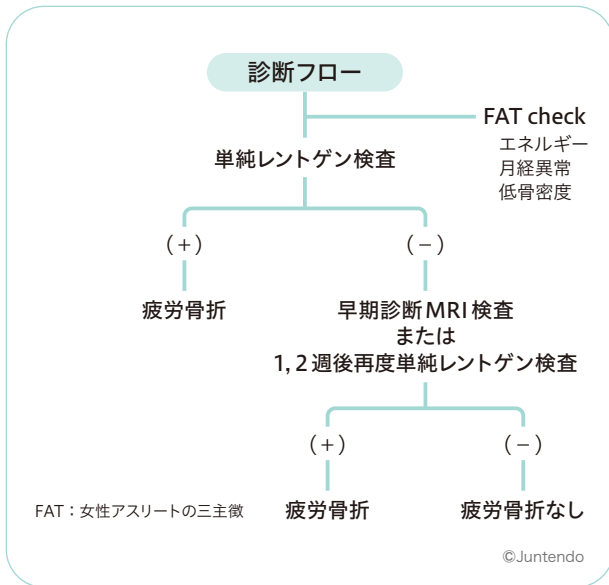 診断フロー
FAT check
エネルギー
月経異常
低骨密度
単純レントゲン検査
(+)
(−)
疲労骨折
早期診断MRI検査
または
1, 2週後再度単純レントゲン検査
(+)
(−)
疲労骨折
疲労骨折なし
FAT:女性アスリートの三主徴
©Juntendo